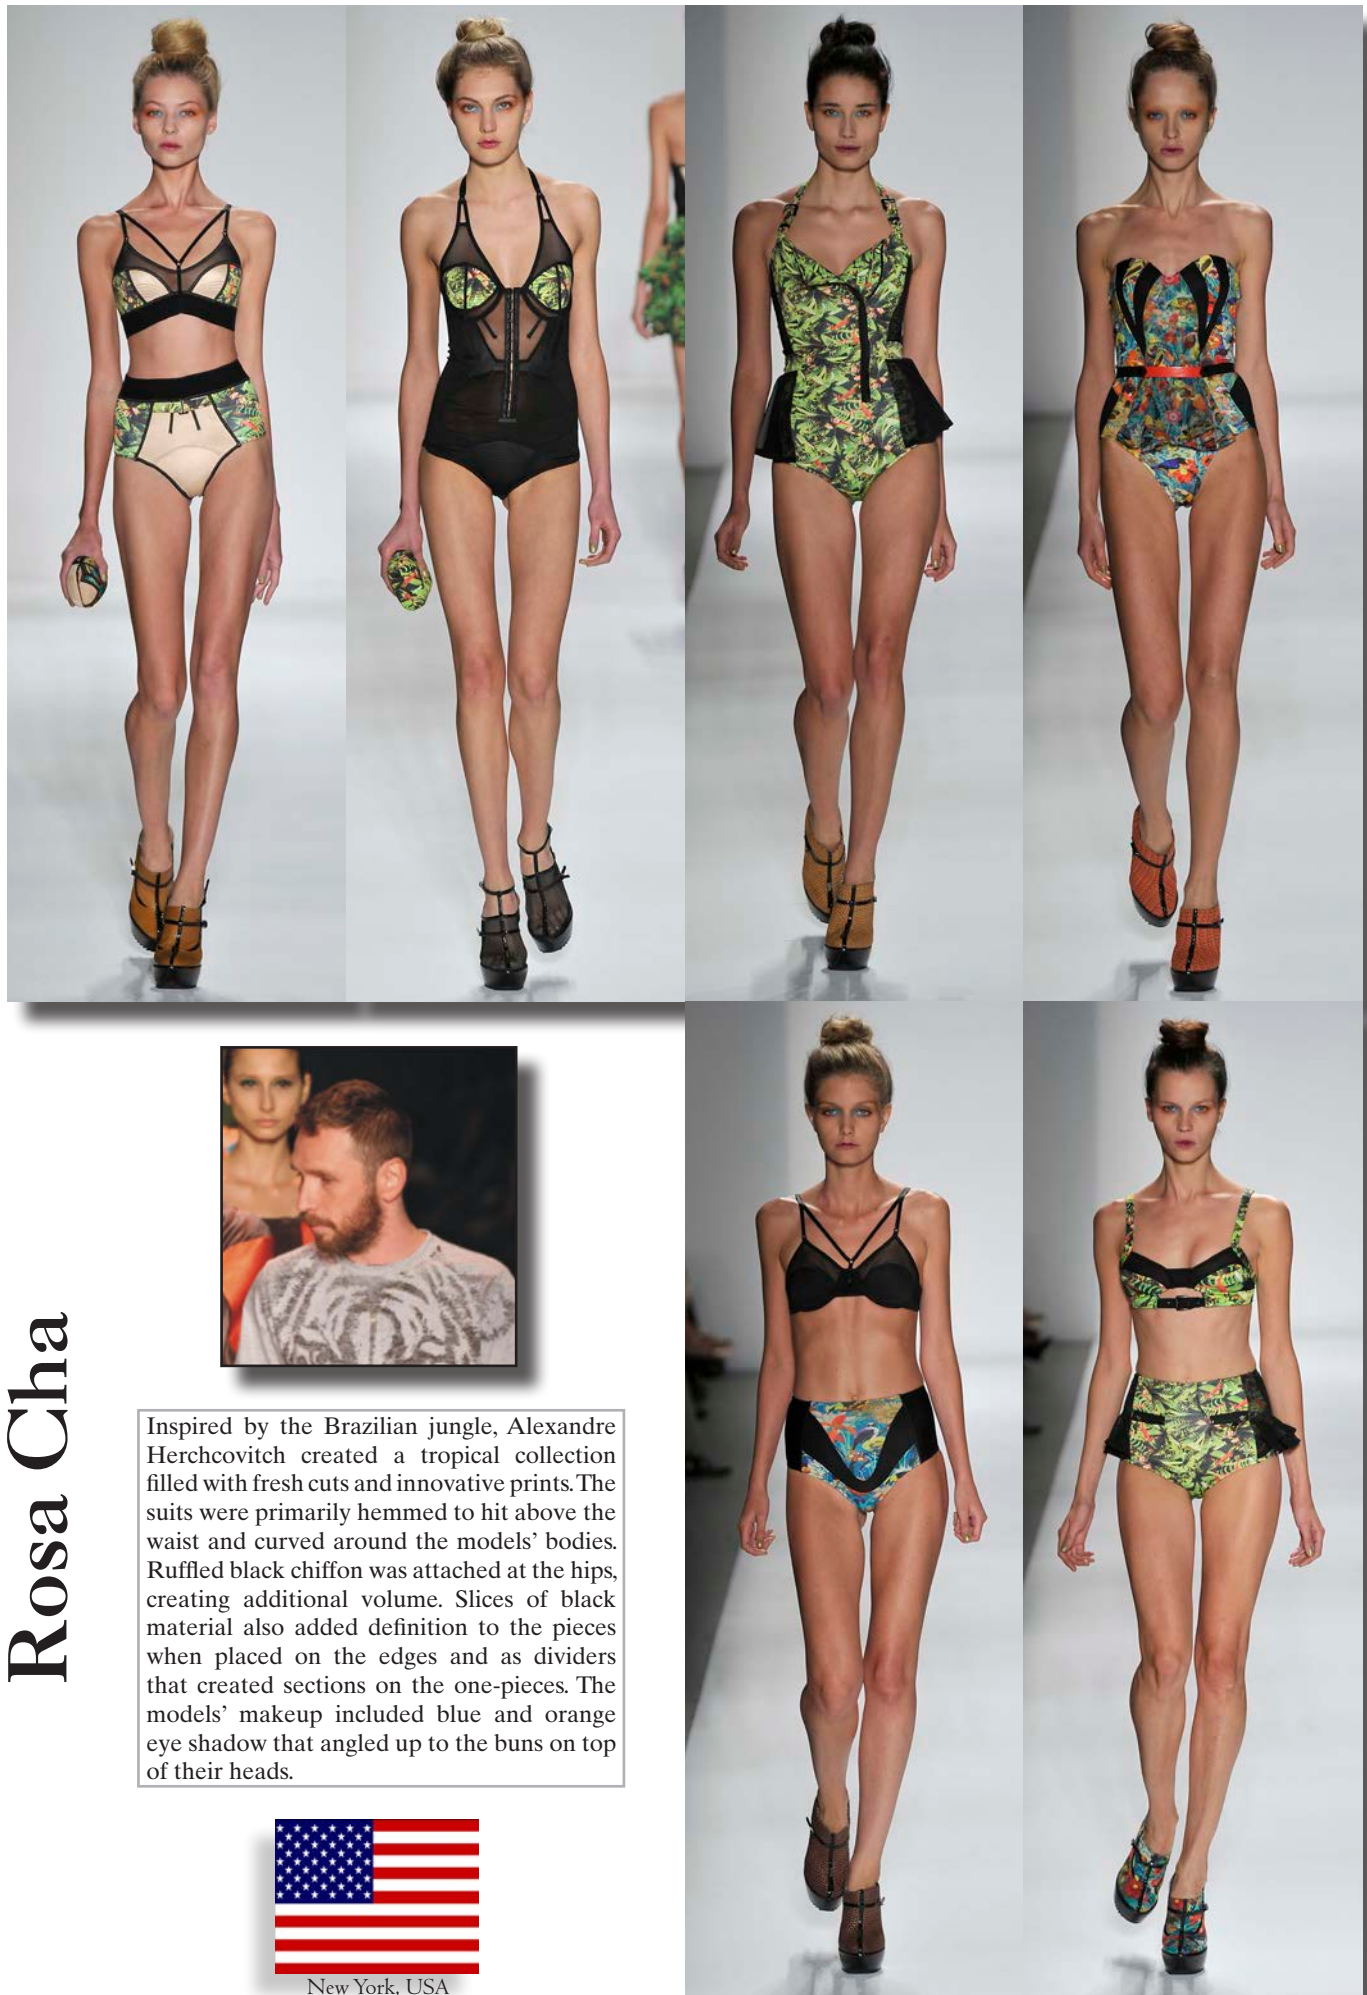 Rosa Cha
Inspired by the Brazilian jungle, Alexandre
Herchcovitch created a tropical collection
filled with fresh cuts and innovative prints. The
suits were primarily hemmed to hit above the
waist and curved around the models' bodies.
Ruffled black chiffon was attached at the hips,
creating additional volume. Slices of black
material also added definition to the pieces
when placed on the edges and as dividers
that created sections on the one-pieces. The
models' makeup included blue and orange
eye shadow that angled up to the buns on top
of their heads.
New York, USA